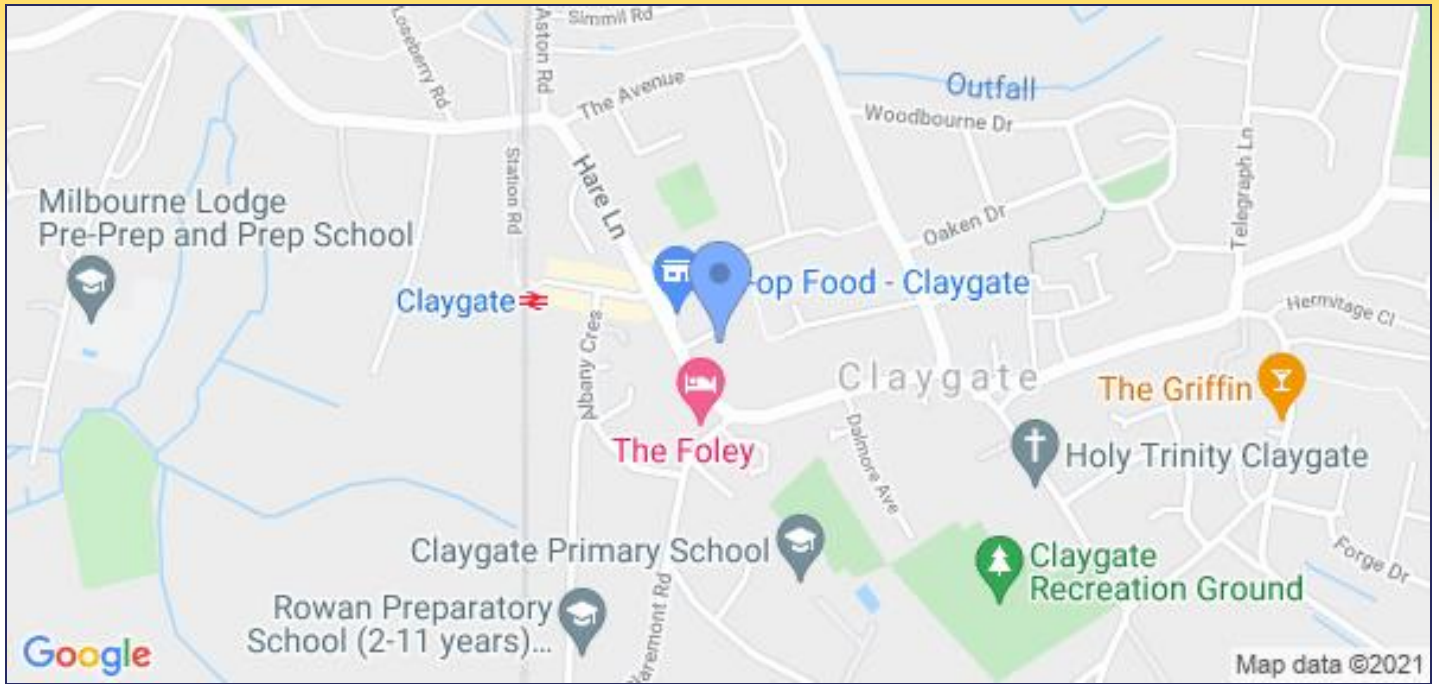 Simmil Rd
Loseberry Rd
Aston Rd
The Avenue
Outfall
Woodbourne Dr
Telegraph Ln
Station Rd
Hare Ln
Milbourne Lodge
Pre-Prep and Prep School
Oaken Dr
-op Food - Claygate
Claygate
Hermitage Cl
Albany Cres
Claygate
The Griffin
The Foley
Dalmore Ave
Holy Trinity Claygate
Claygate Primary School
Claygate
Recreation Ground
Forge Dr
Rowan Preparatory
School (2-11 years)...
laremont Rd
Google
Map data ©2021